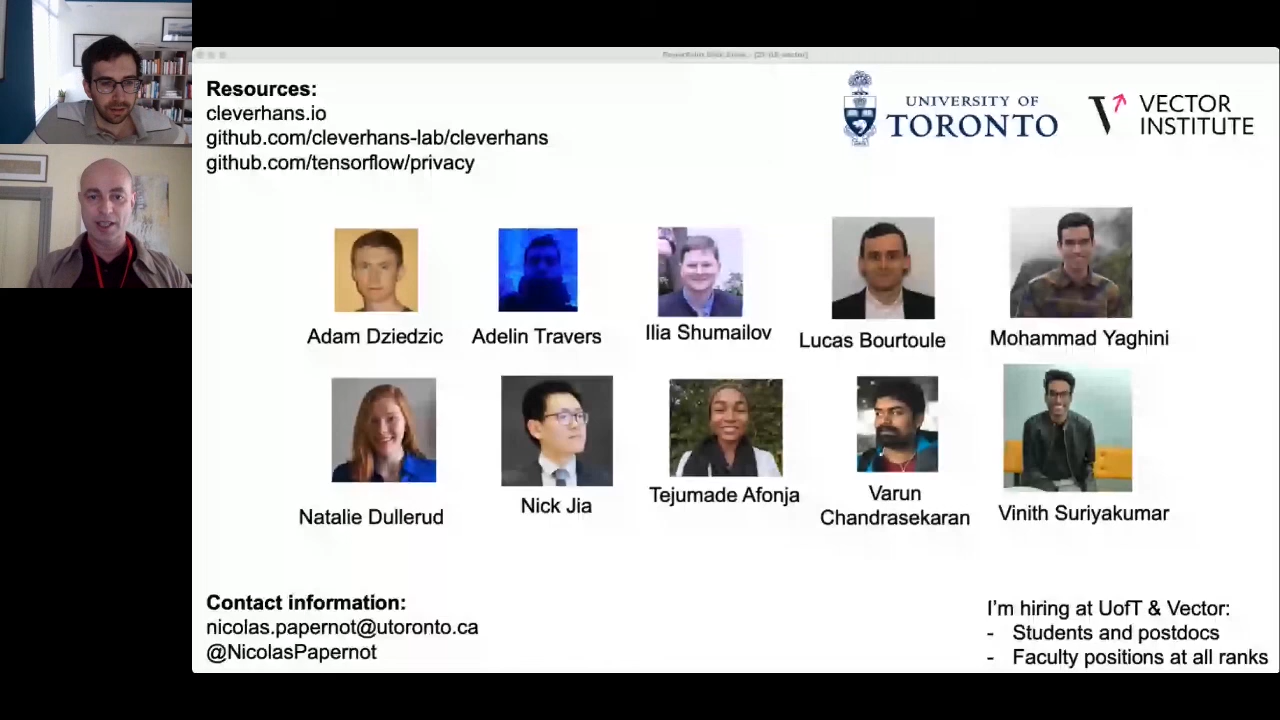 Resources:
cleverhans.io
github.com/cleverhans-lab/cleverhans
github.com/tensorflow/privacy
UNIVERSITY OF
TORONTO
VECTOR
INSTITUTE
Adam Dziedzic
Adelin Travers
Ilia Shumailov
Lucas Bourtoule
Mohammad Yaghini
Natalie Dullerud
Nick Jia
Tejumade Afonja
Varun
Chandrasekaran
Vinith Suriyakumar
Contact information:
nicolas.papernot@utoronto.ca
@NicolasPapernot
I'm hiring at UofT & Vector:
- Students and postdocs
- Faculty positions at all ranks